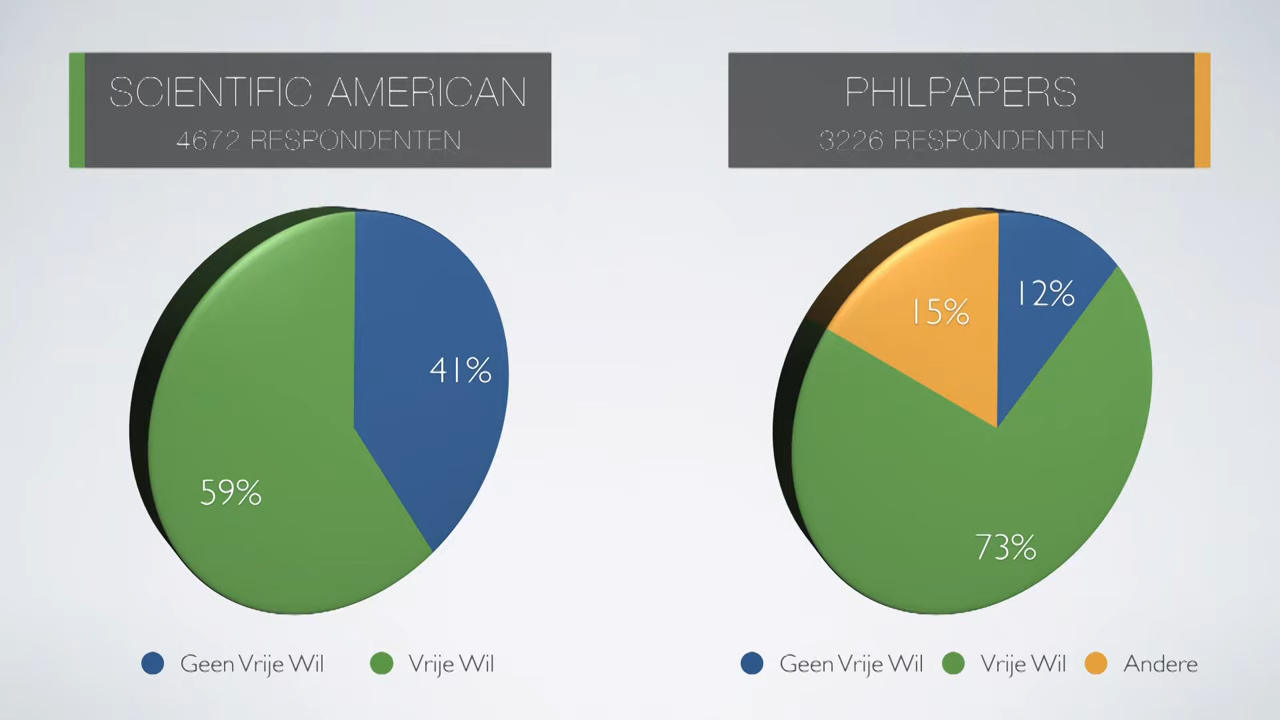 SCIENTIFIC AMERICAN
4672 RESPONDENTEN
41%
59%
Geen Vrije Wil
Vrije Wil
PHILPAPERS
3226 RESPONDENTEN
12%
15%
73%
Geen Vrije Wil
Vrije Wil
Andere